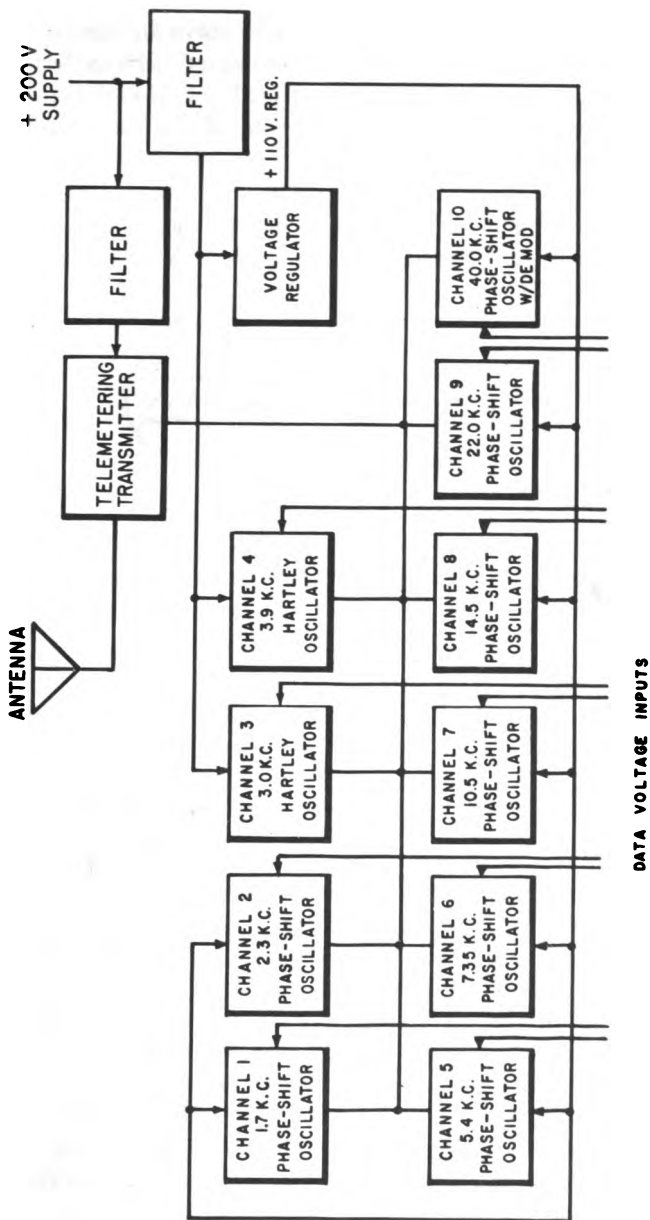 ANTENNA
+ 200 V
SUPPLY
FILTER
FILTER
TELEMETERING
TRANSMITTER
+ 110 V. REG.
VOLTAGE
REGULATOR
CHANNEL 1
1.7 K.C.
PHASE-SHIFT
OSCILLATOR
CHANNEL 2
2.3 K.C.
PHASE-SHIFT
OSCILLATOR
CHANNEL 3
3.0 K.C.
HARTLEY
OSCILLATOR
CHANNEL 4
3.9 K.C.
HARTLEY
OSCILLATOR
CHANNEL 5
5.4 K.C.
PHASE-SHIFT
OSCILLATOR
CHANNEL 6
7.35 K.C.
PHASE-SHIFT
OSCILLATOR
CHANNEL 7
10.5 K.C.
PHASE-SHIFT
OSCILLATOR
CHANNEL 8
14.5 K.C.
PHASE-SHIFT
OSCILLATOR
CHANNEL 9
22.0 K.C.
PHASE-SHIFT
OSCILLATOR
CHANNEL 10
40.0 K.C.
PHASE-SHIFT
OSCILLATOR
W/DE MOD
DATA VOLTAGE INPUTS